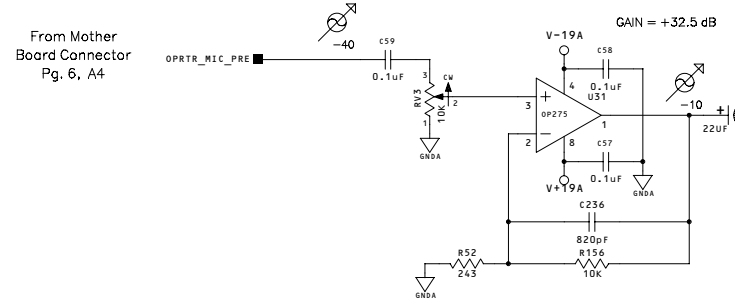 From Mother
Board Connector
Pg. 6, A4
OPRTR_MIC_PRE
-40
C59
0.1uF
3
RV3
10K
CW
2
1
GNDA
GAIN = +32.5 dB
V-19A
C58
0.1uF
4
U31
3
+
OP275
1
2
-
8
C57
0.1uF
V+19A
GNDA
-10
+
22UF
C236
820pF
R52
243
R156
10K
GNDA